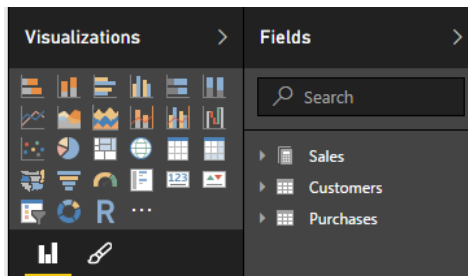 Visualizations
123
R
...
Fields
Search
Sales
Customers
Purchases